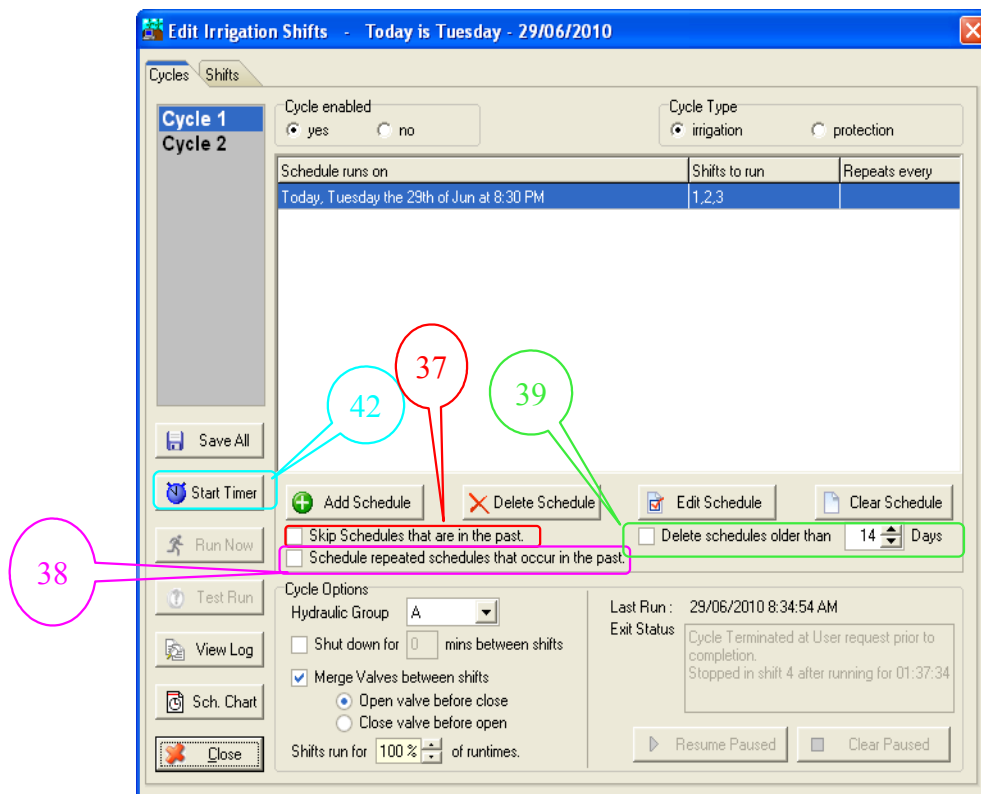 Edit Irrigation Shifts - Today is Tuesday - 29/06/2010
Cycles Shifts
Cycle 1
Cycle 2
Cycle enabled
yes no
Cycle Type
irrigation protection
Schedule runs on Shifts to run Repeats every
Today, Tuesday the 29th of Jun at 8:30 PM 1,2,3
37
39
42
Save All
Start Timer
Add Schedule Delete Schedule Edit Schedule Clear Schedule
Skip Schedules that are in the past. Delete schedules older than 14 Days
Schedule repeated schedules that occur in the past.
38
Run Now
Test Run
View Log
Sch. Chart
Close
Cycle Options
Hydraulic Group A
Shut down for 0 mins between shifts
Merge Valves between shifts
Open valve before close
Close valve before open
Shifts run for 100 % of runtimes.
Last Run : 29/06/2010 8:34:54 AM
Exit Status
Cycle Terminated at User request prior to
completion.
Stopped in shift 4 after running for 01:37:34
Resume Paused Clear Paused